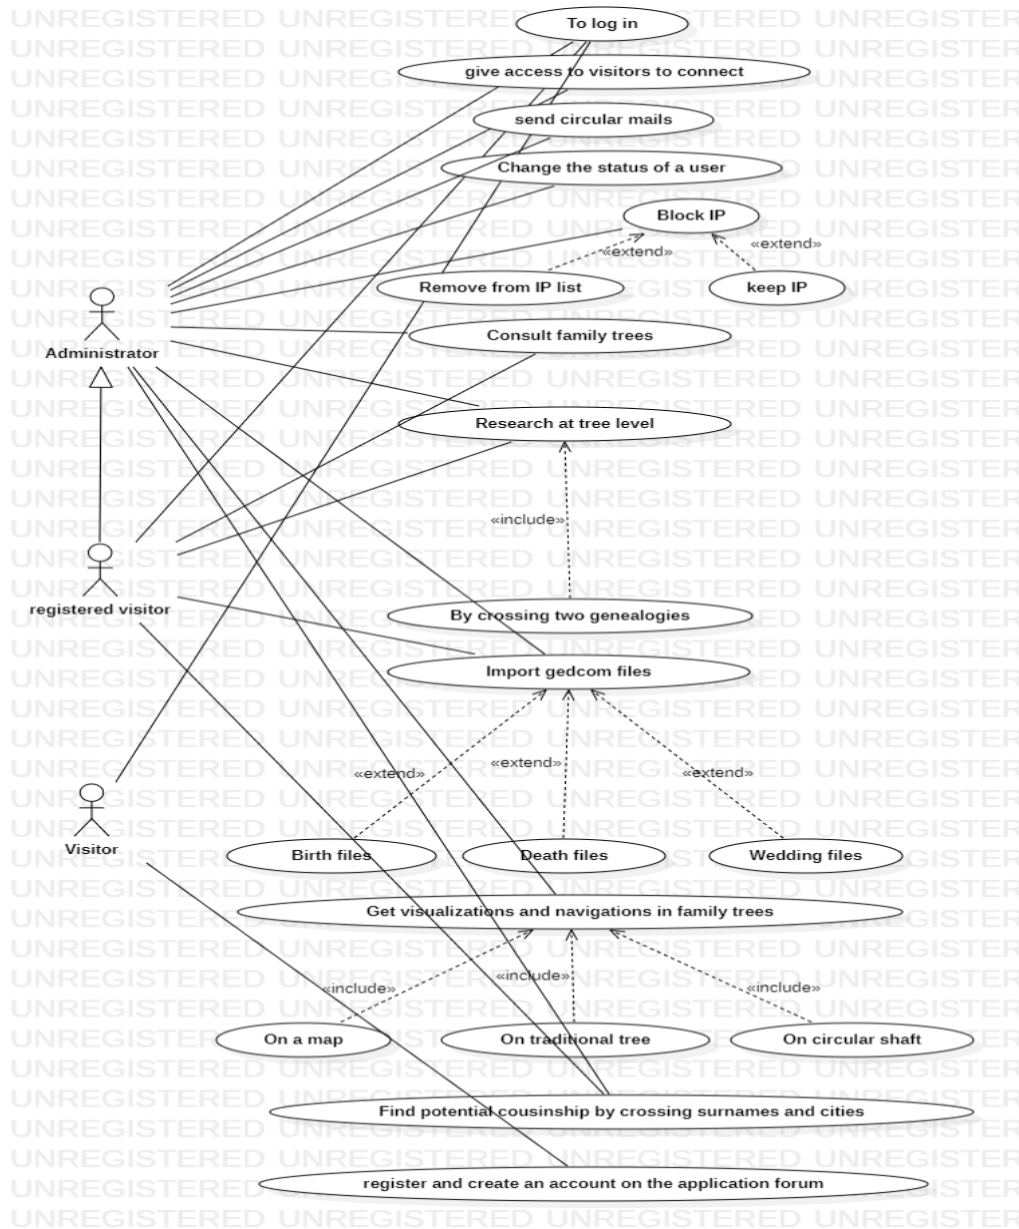 To log in
give access to visitors to connect
send circular mails
Change the status of a user
Block IP
«extend»
«extend»
Remove from IP list
keep IP
Consult family trees
Administrator
Research at tree level
«include»
registered visitor
By crossing two genealogies
Import gedcom files
«extend»
«extend»
«extend»
Visitor
Birth files
Death files
Wedding files
Get visualizations and navigations in family trees
«include»
«include»
«include»
On a map
On traditional tree
On circular shaft
Find potential cousinship by crossing surnames and cities
register and create an account on the application forum
UNREGISTERED